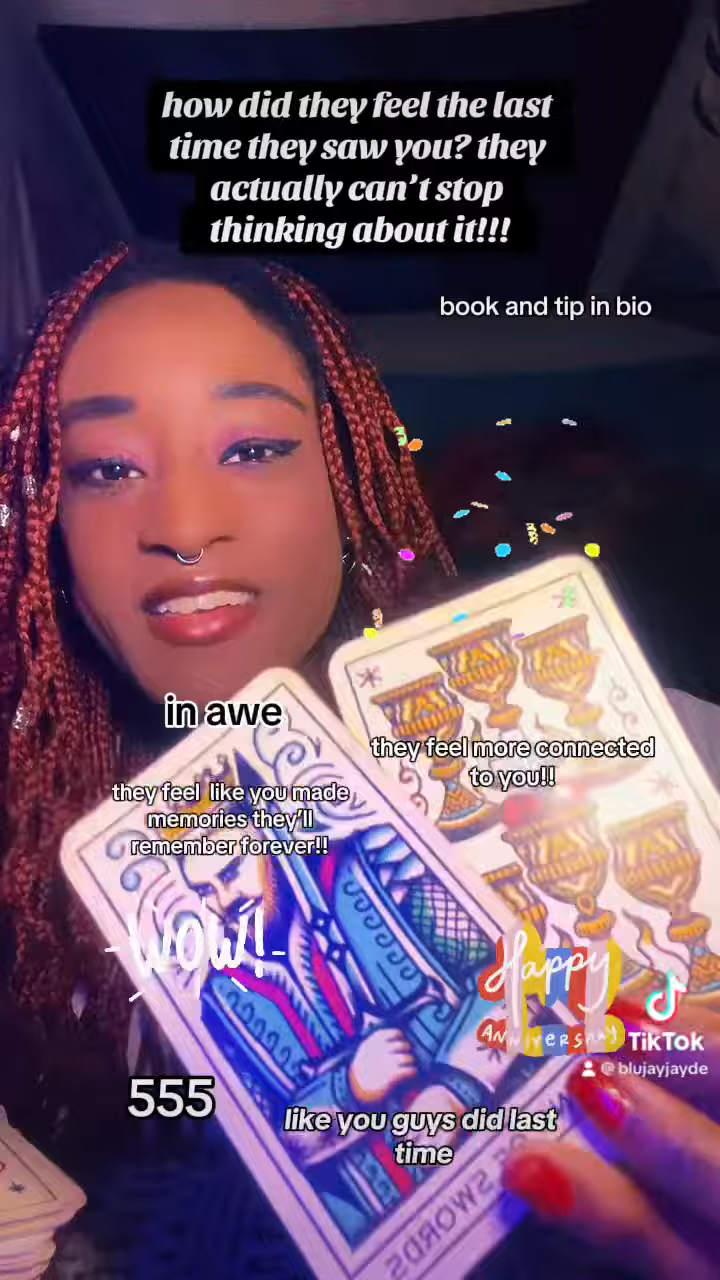 how did they feel the last
time they saw you? they
actually can't stop
thinking about it!!!
book and tip in bio
in awe
they feel more connected
to you!!
they feel like you made
memories they'll
remember forever!!
-WOW!-
Happy
ANNIVERSARY
TikTok
@blujayjayde
555
like you guys did last
time
SWORDS